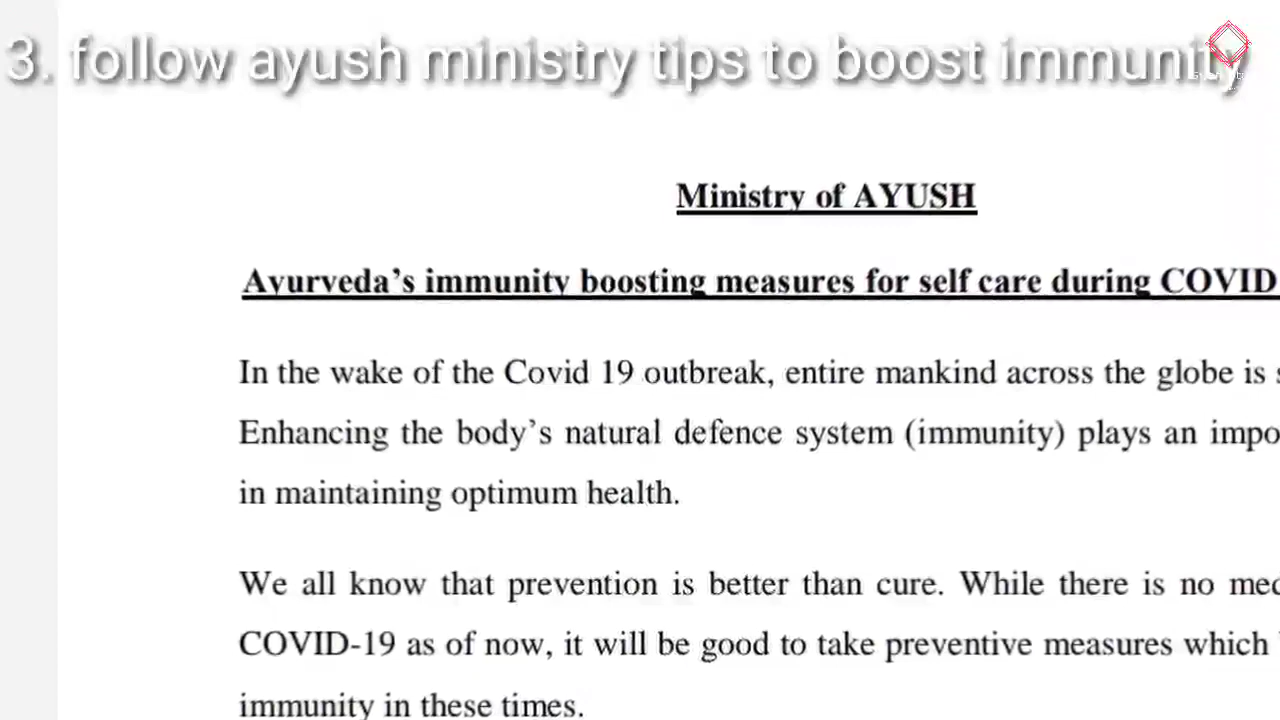 3. follow ayush ministry tips to boost immunity
Ministry of AYUSH
Ayurveda's immunity boosting measures for self care during COVID
In the wake of the Covid 19 outbreak, entire mankind across the globe is
Enhancing the body's natural defence system (immunity) plays an impo
in maintaining optimum health.
We all know that prevention is better than cure. While there is no med
COVID-19 as of now, it will be good to take preventive measures which
immunity in these times.